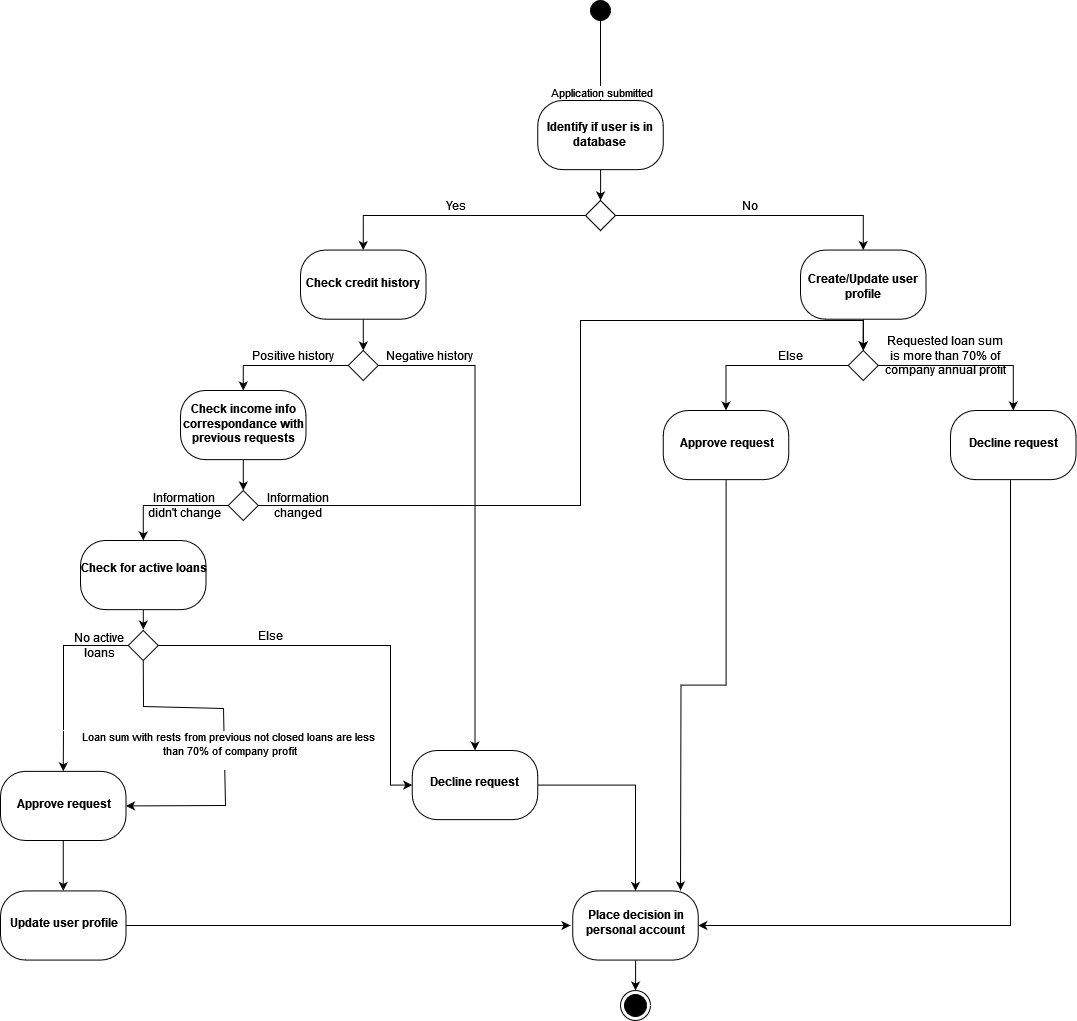 Application submitted
Identify if user is in
database
Yes
No
Check credit history
Create/Update user
profile
Positive history
Negative history
Else
Requested loan sum
is more than 70% of
company annual profit
Check income info
correspondance with
previous requests
Approve request
Decline request
Information
didn't change
Information
changed
Check for active loans
No active
loans
Else
Loan sum with rests from previous not closed loans are less
than 70% of company profit
Approve request
Decline request
Update user profile
Place decision in
personal account